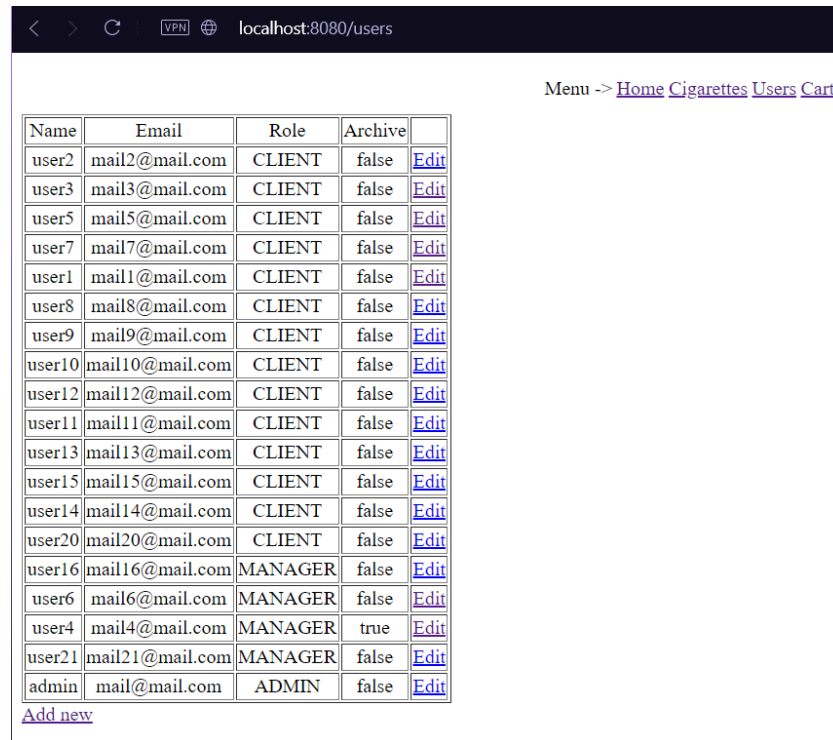 VPN localhost:8080/users
Menu -> Home Cigarettes Users Cart
Name Email Role Archive
user2 mail2@mail.com CLIENT false Edit
user3 mail3@mail.com CLIENT false Edit
user5 mail5@mail.com CLIENT false Edit
user7 mail7@mail.com CLIENT false Edit
user1 mail1@mail.com CLIENT false Edit
user8 mail8@mail.com CLIENT false Edit
user9 mail9@mail.com CLIENT false Edit
user10 mail10@mail.com CLIENT false Edit
user12 mail12@mail.com CLIENT false Edit
user11 mail11@mail.com CLIENT false Edit
user13 mail13@mail.com CLIENT false Edit
user15 mail15@mail.com CLIENT false Edit
user14 mail14@mail.com CLIENT false Edit
user20 mail20@mail.com CLIENT false Edit
user16 mail16@mail.com MANAGER false Edit
user6 mail6@mail.com MANAGER false Edit
user4 mail4@mail.com MANAGER true Edit
user21 mail21@mail.com MANAGER false Edit
admin mail@mail.com ADMIN false Edit
Add new